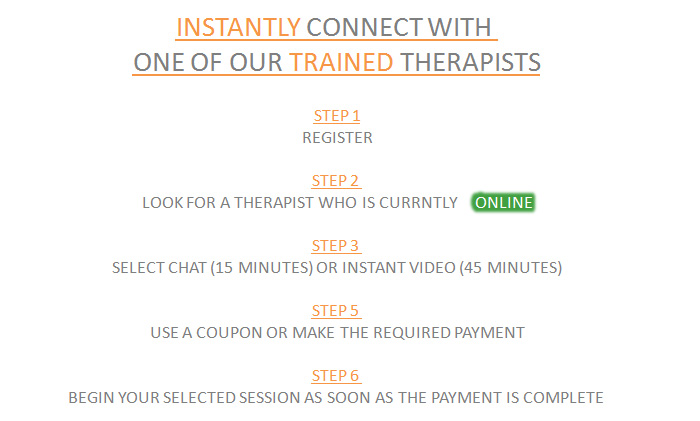 INSTANTLY CONNECT WITH
ONE OF OUR TRAINED THERAPISTS
STEP 1
REGISTER
STEP 2
LOOK FOR A THERAPIST WHO IS CURRNTLY ONLINE
STEP 3
SELECT CHAT (15 MINUTES) OR INSTANT VIDEO (45 MINUTES)
STEP 5
USE A COUPON OR MAKE THE REQUIRED PAYMENT
STEP 6
BEGIN YOUR SELECTED SESSION AS SOON AS THE PAYMENT IS COMPLETE